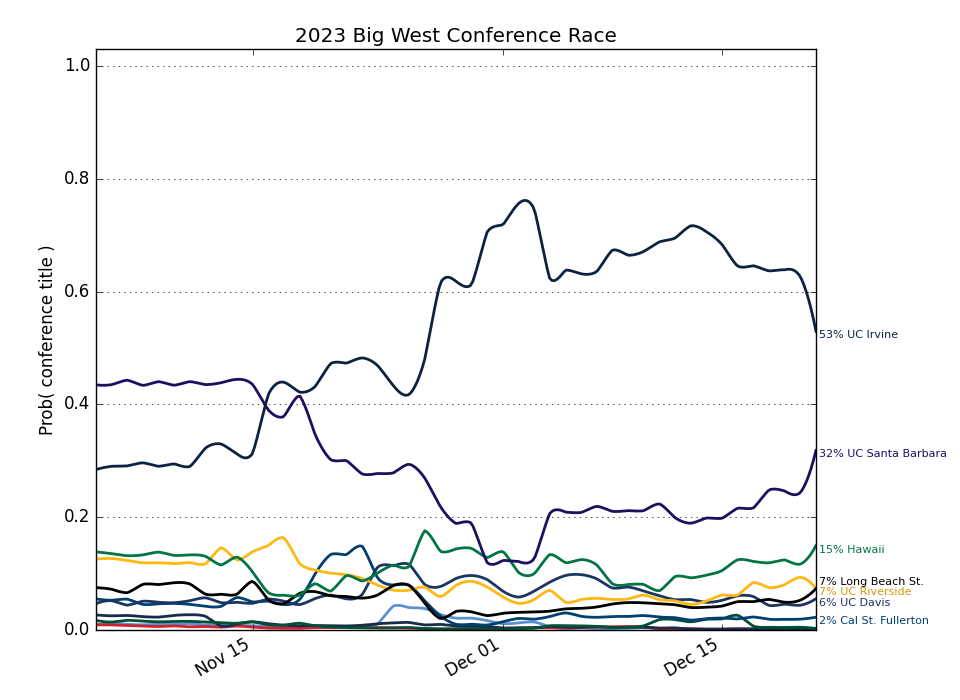 2023 Big West Conference Race
Prob( conference title )
1.0
0.8
0.6
0.4
0.2
0.0
Nov 15
Dec 01
Dec 15
53% UC Irvine
32% UC Santa Barbara
15% Hawaii
7% Long Beach St.
7% UC Riverside
6% UC Davis
2% Cal St. Fullerton